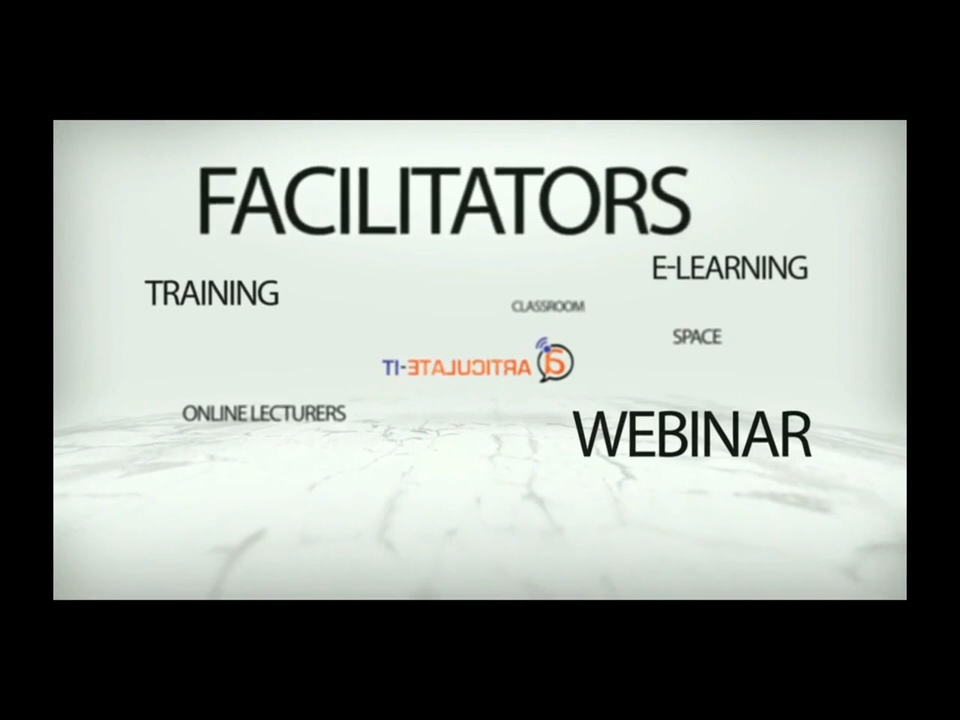 FACILITATORS
E-LEARNING
TRAINING
CLASSROOM
SPACE
ARTICULATE-IT
ONLINE LECTURERS
WEBINAR